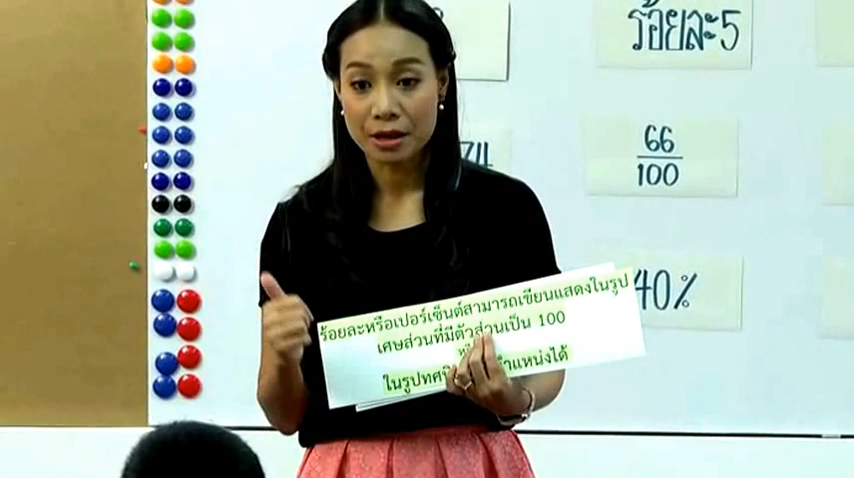 ร้อยละ 5
66
100
40%
ร้อยละหรือเปอร์เซ็นต์สามารถเขียนแสดงในรูป
เศษส่วนที่มีตัวส่วนเป็น 100
ในรูปทศ